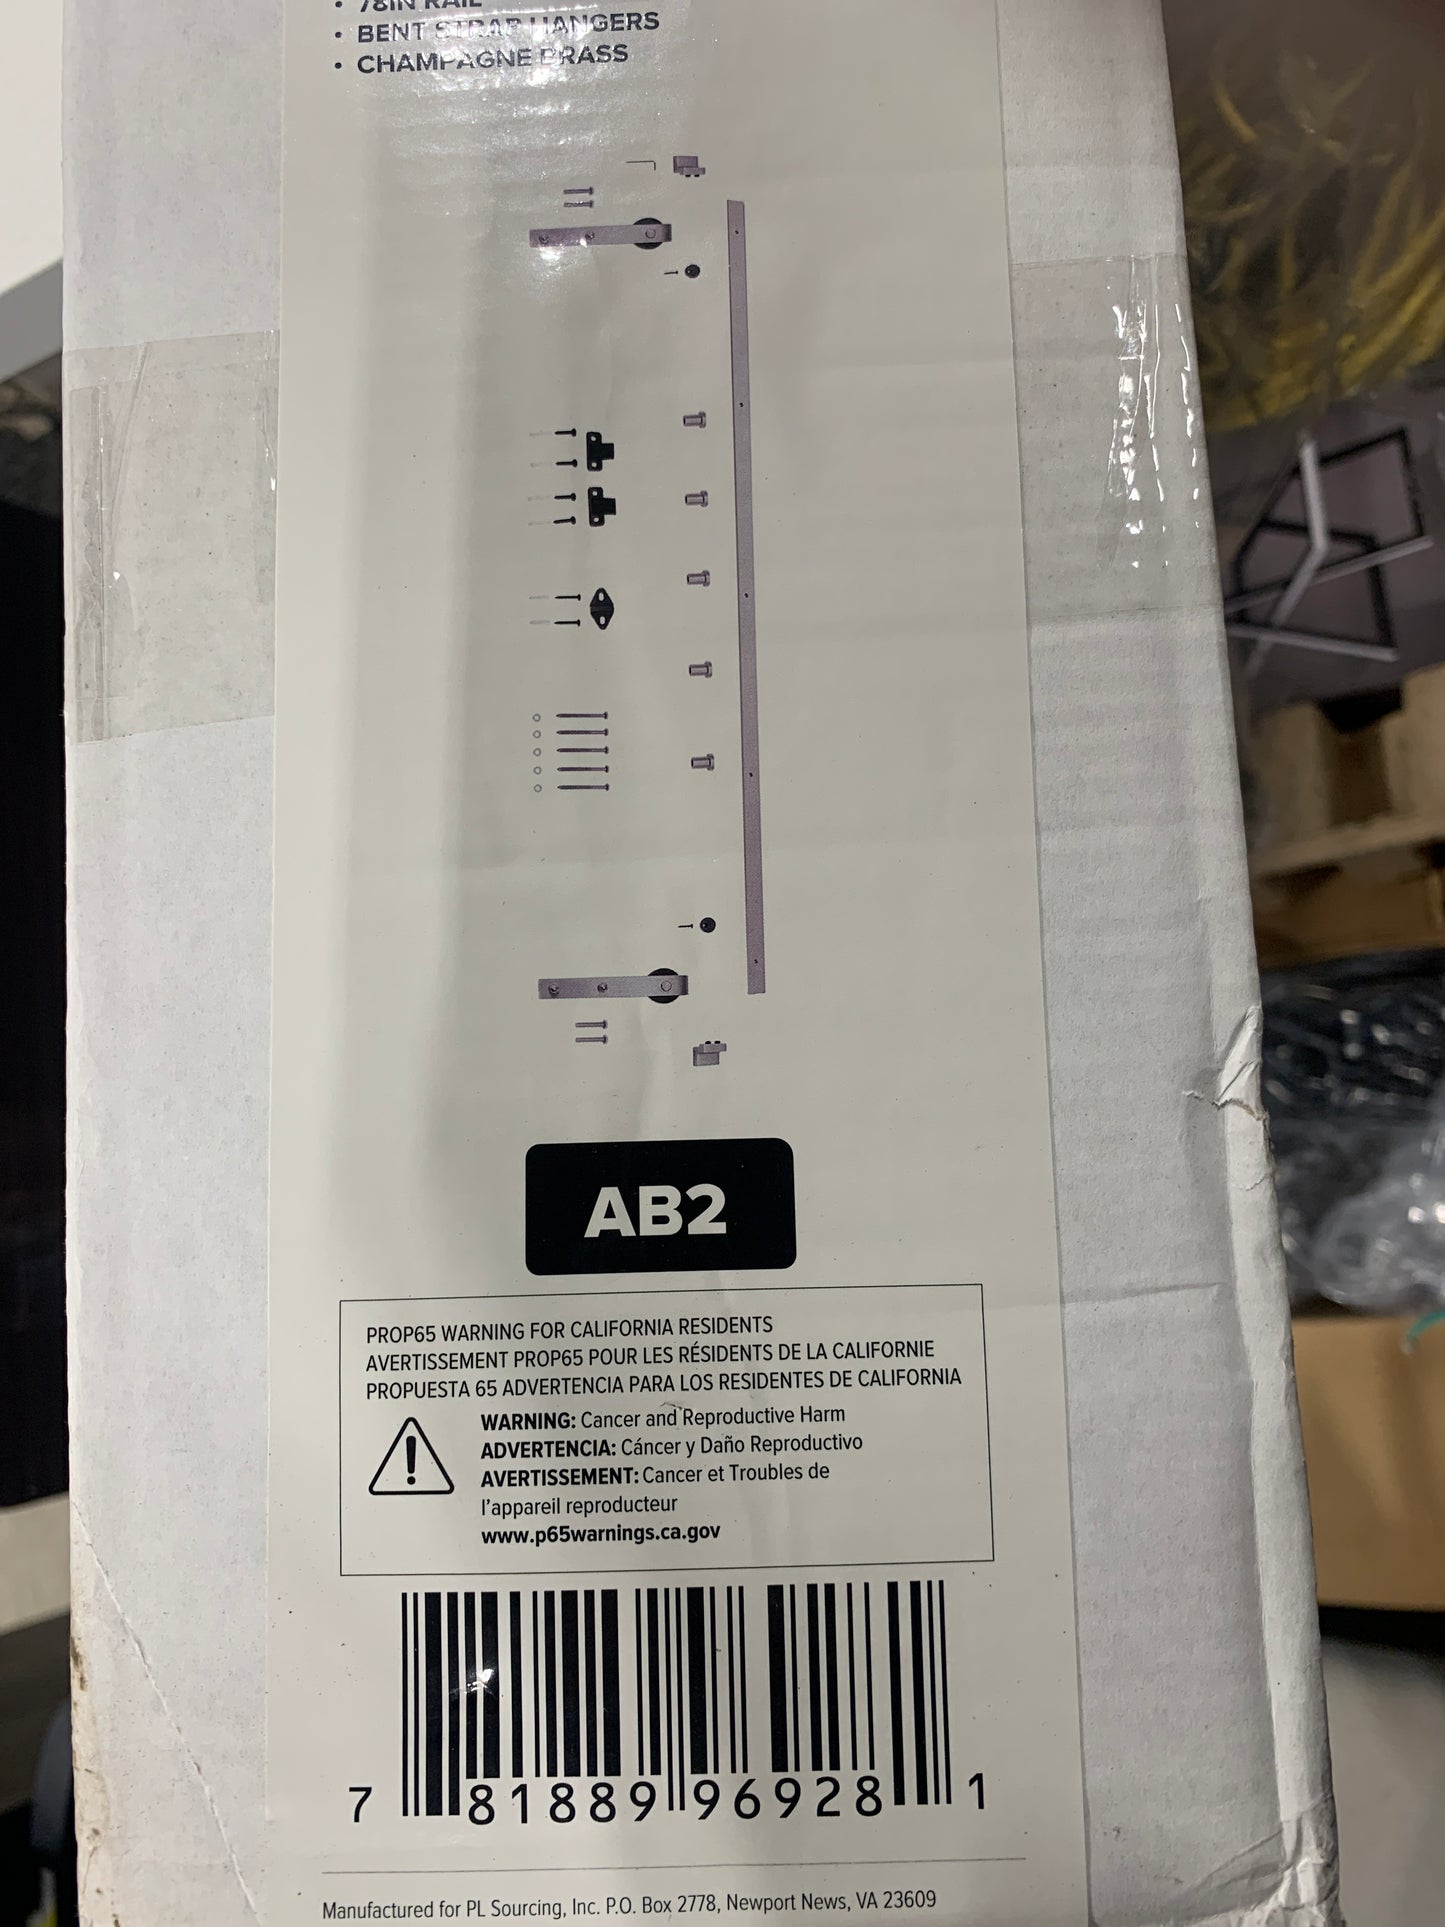 • 78IN RAIL
• BENT STRAP HANGERS
• CHAMPAGNE BRASS
AB2
PROP65 WARNING FOR CALIFORNIA RESIDENTS
AVERTISSEMENT PROP65 POUR LES RÉSIDENTS DE LA CALIFORNIE
PROPUESTA 65 ADVERTENCIA PARA LOS RESIDENTES DE CALIFORNIA
WARNING: Cancer and Reproductive Harm
ADVERTENCIA: Cáncer y Daño Reproductivo
AVERTISSEMENT: Cancer et Troubles de
l'appareil reproducteur
www.p65warnings.ca.gov
7 81889 96928 1
Manufactured for PL Sourcing, Inc. P.O. Box 2778, Newport News, VA 23609